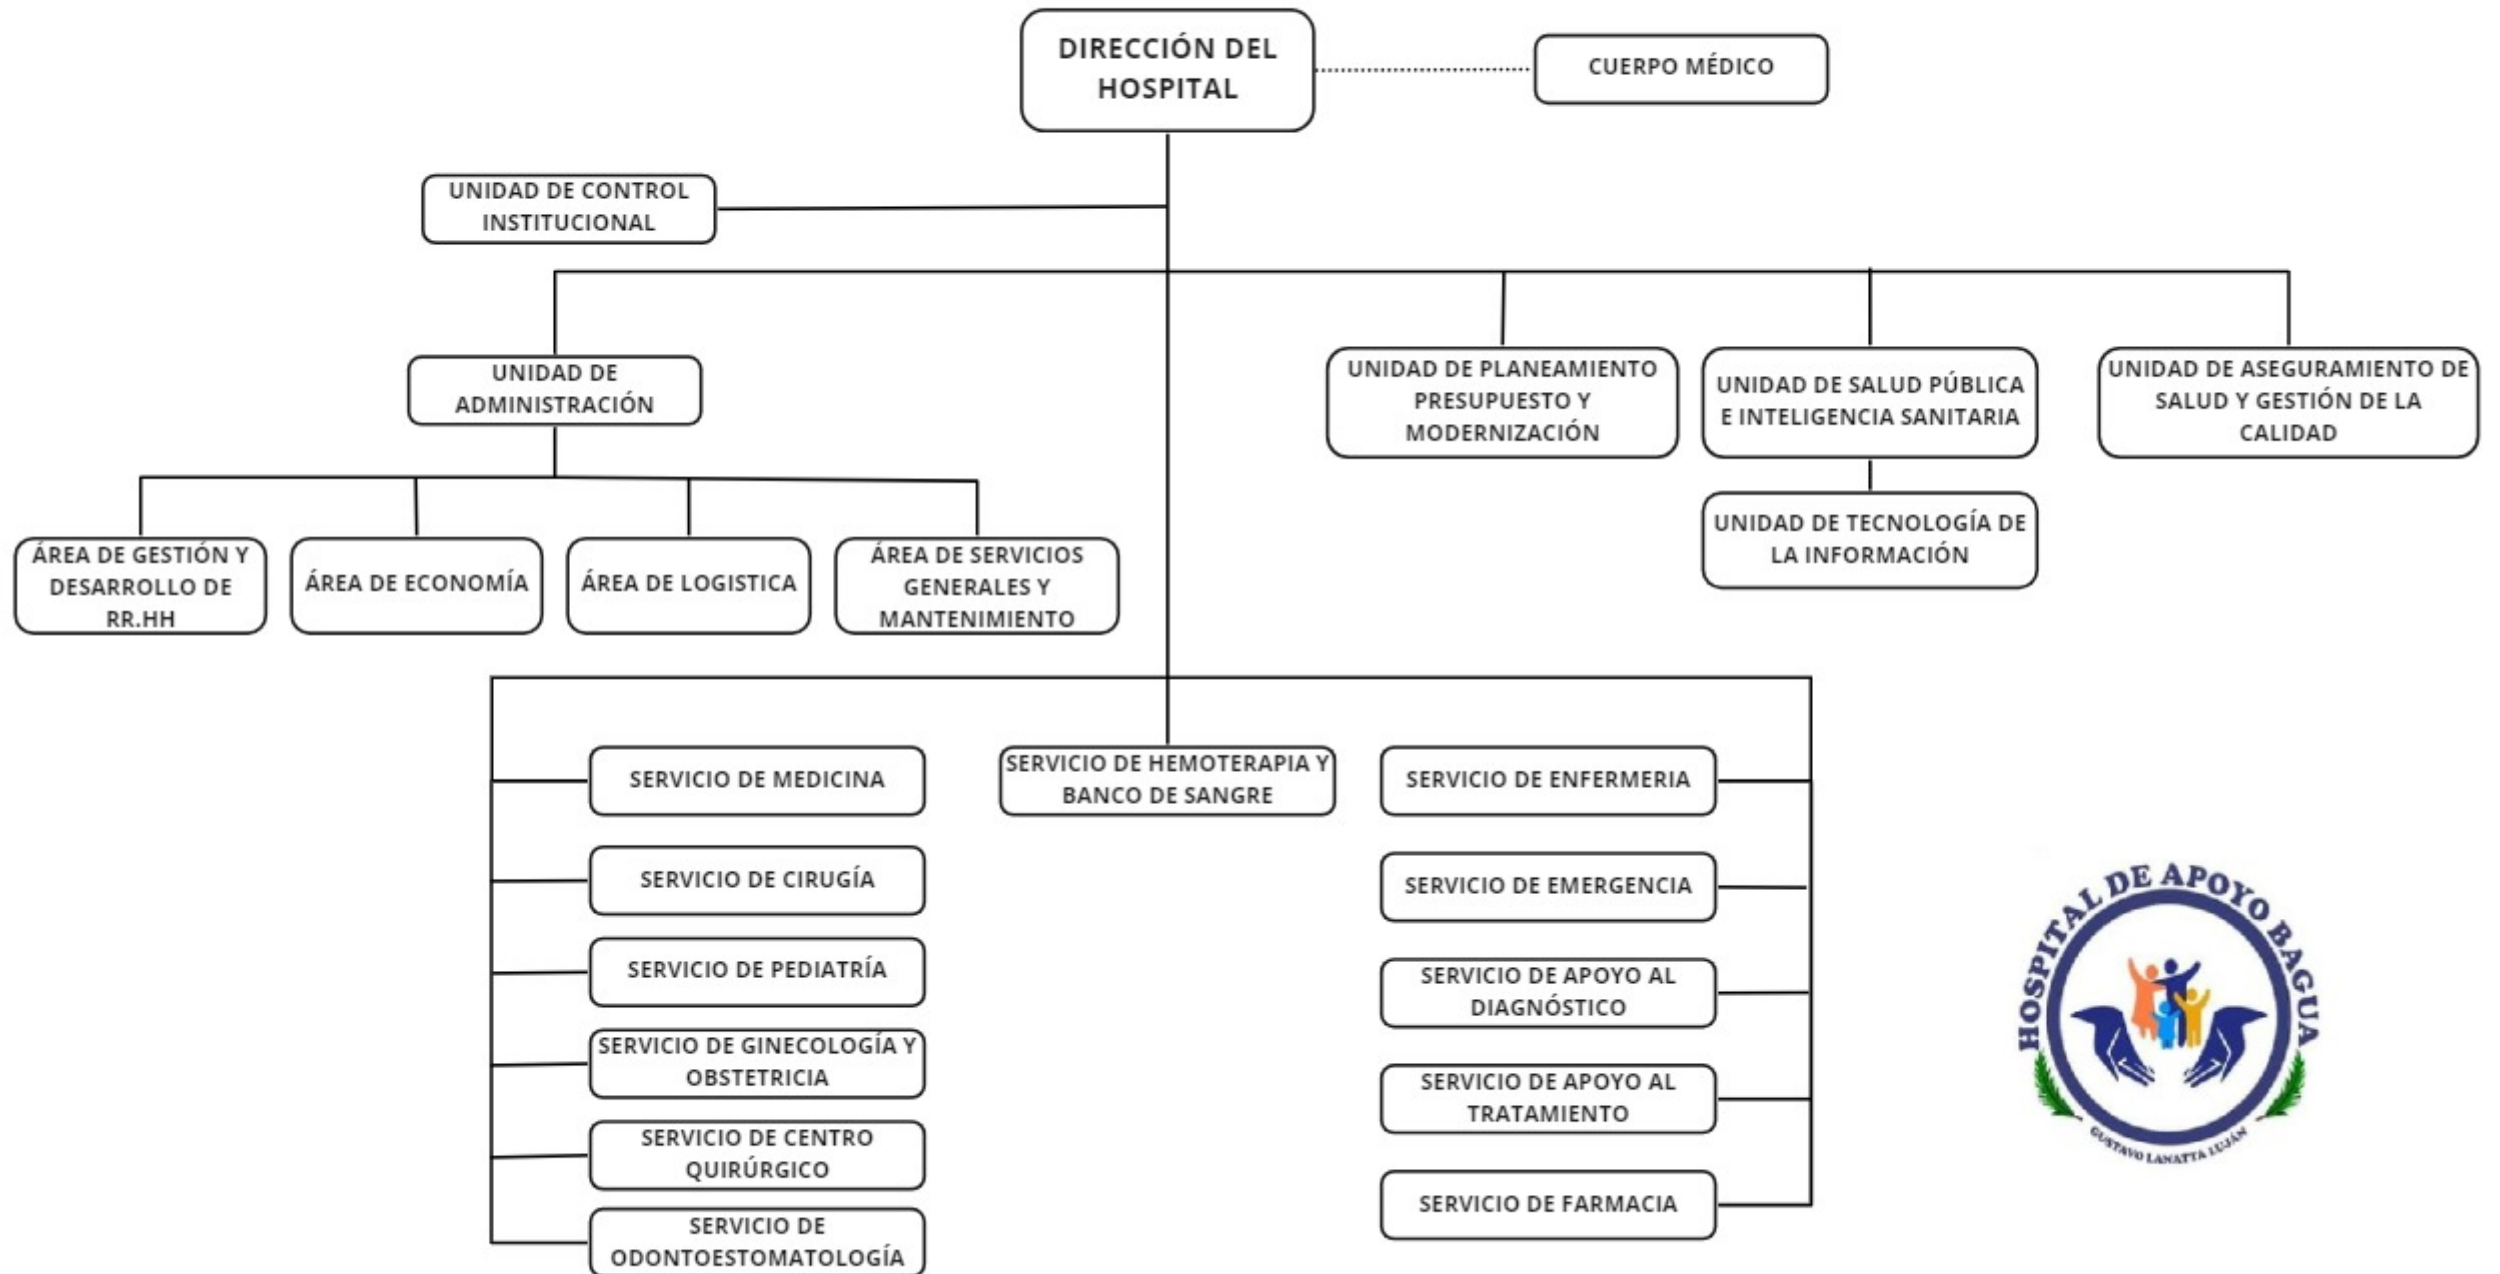 DIRECCIÓN DEL
HOSPITAL
CUERPO MÉDICO
UNIDAD DE CONTROL
INSTITUCIONAL
UNIDAD DE
ADMINISTRACIÓN
UNIDAD DE PLANEAMIENTO
PRESUPUESTO Y
MODERNIZACIÓN
UNIDAD DE SALUD PÚBLICA
E INTELIGENCIA SANITARIA
UNIDAD DE ASEGURAMIENTO DE
SALUD Y GESTIÓN DE LA
CALIDAD
UNIDAD DE TECNOLOGÍA DE
LA INFORMACIÓN
ÁREA DE GESTIÓN Y
DESARROLLO DE
RR.HH
ÁREA DE ECONOMÍA
ÁREA DE LOGISTICA
ÁREA DE SERVICIOS
GENERALES Y
MANTENIMIENTO
SERVICIO DE MEDICINA
SERVICIO DE CIRUGÍA
SERVICIO DE PEDIATRÍA
SERVICIO DE GINECOLOGÍA Y
OBSTETRICIA
SERVICIO DE CENTRO
QUIRÚRGICO
SERVICIO DE
ODONTOESTOMATOLOGÍA
SERVICIO DE HEMOTERAPIA Y
BANCO DE SANGRE
SERVICIO DE ENFERMERIA
SERVICIO DE EMERGENCIA
SERVICIO DE APOYO AL
DIAGNÓSTICO
SERVICIO DE APOYO AL
TRATAMIENTO
SERVICIO DE FARMACIA
HOSPITAL DE APOYO BAGUA
GUSTAVO LANATTA LUJÁN